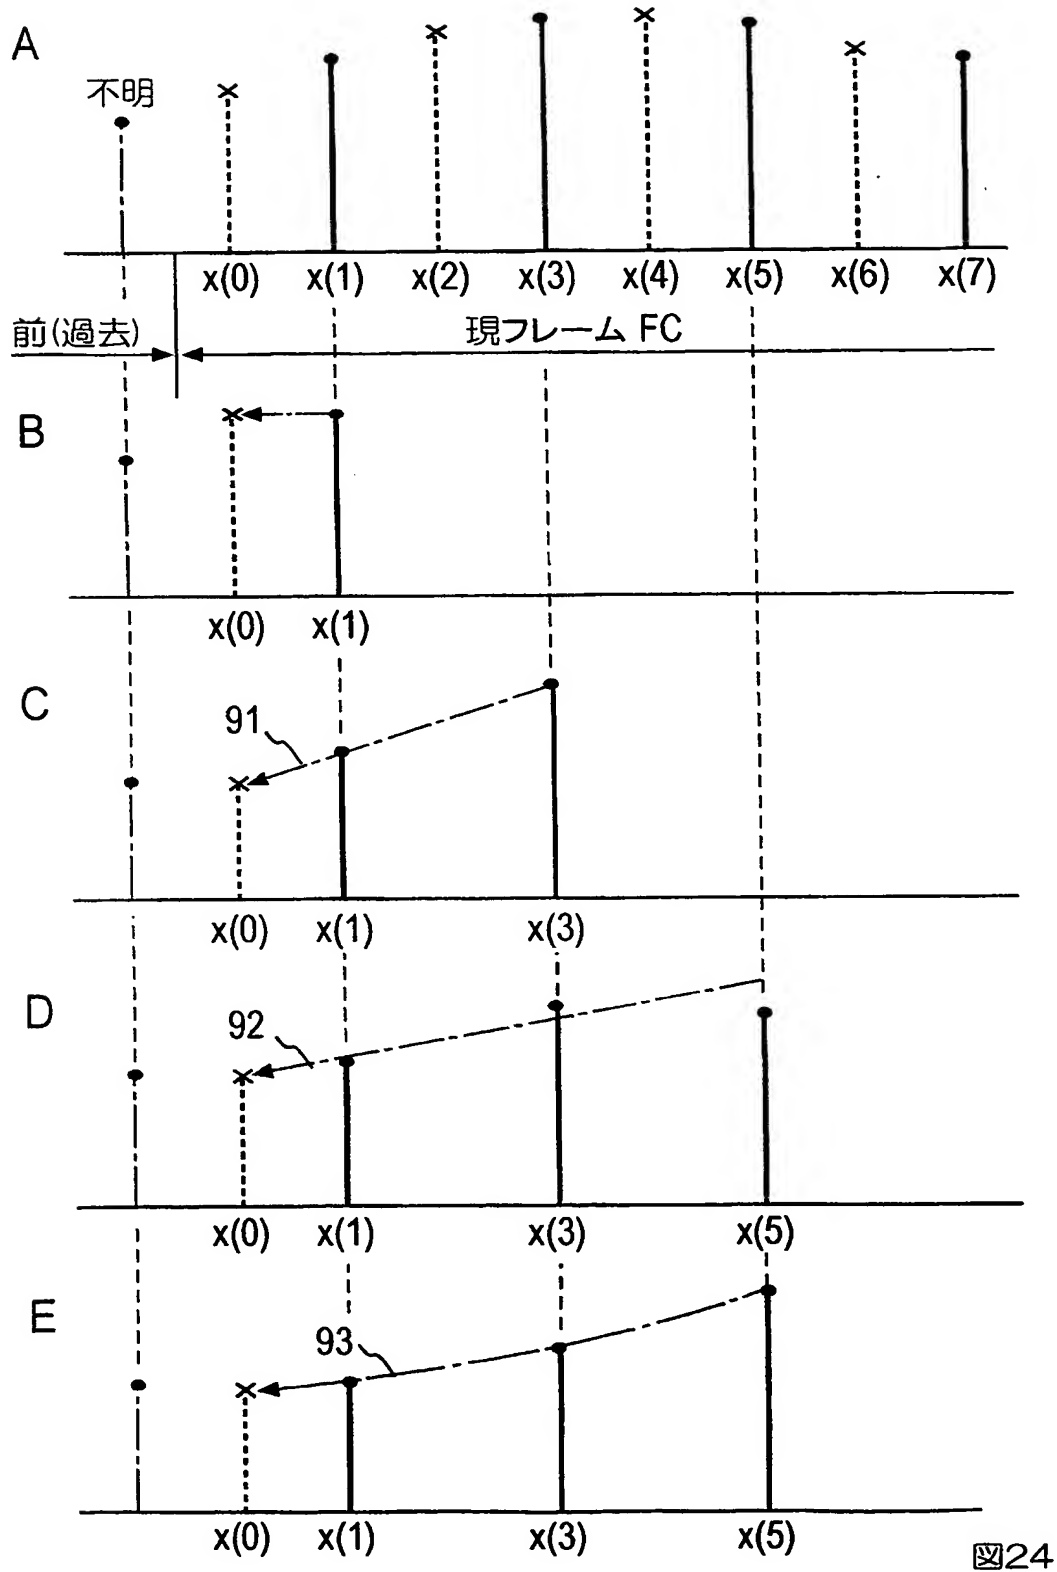 A
不明
x(0) x(1) x(2) x(3) x(4) x(5) x(6) x(7)
前(過去) 現フレーム FC
B
x(0) x(1)
C
91
x(0) x(1) x(3)
D
92
x(0) x(1) x(3) x(5)
E
93
x(0) x(1) x(3) x(5)
図24